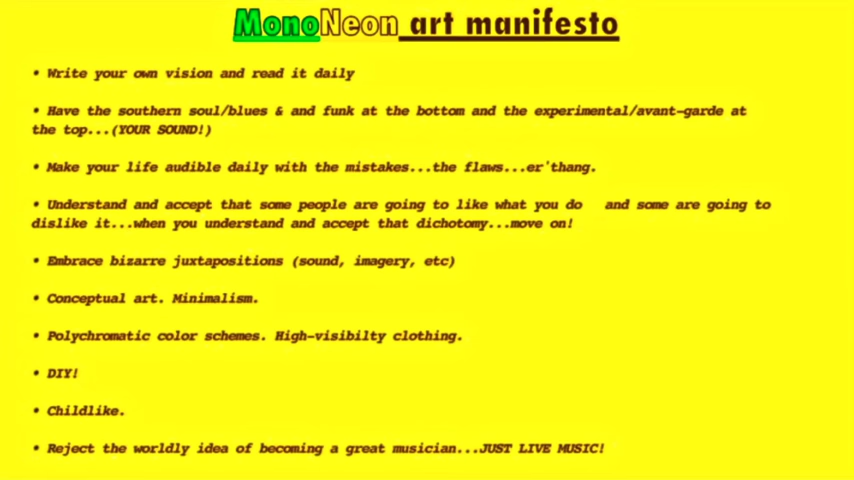 MonoNeon art manifesto
• Write your own vision and read it daily
• Have the southern soul/blues & and funk at the bottom and the experimental/avant-garde at
the top...(YOUR SOUND!)
• Make your life audible daily with the mistakes...the flaws...er'thang.
• Understand and accept that some people are going to like what you do and some are going to
dislike it...when you understand and accept that dichotomy...move on!
• Embrace bizarre juxtapositions (sound, imagery, etc)
• Conceptual art. Minimalism.
• Polychromatic color schemes. High-visibilty clothing.
• DIY!
• Childlike.
• Reject the worldly idea of becoming a great musician...JUST LIVE MUSIC!